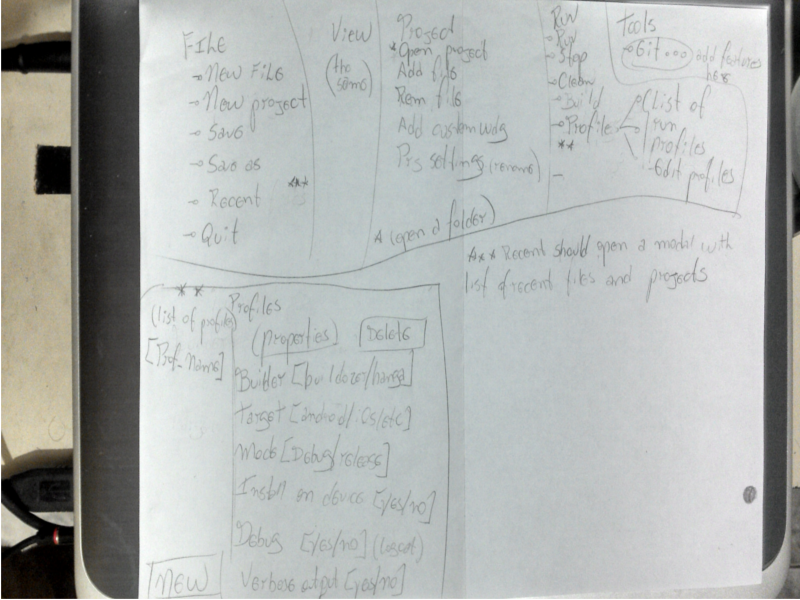 FILE
New File
New project
Save
Save as
Recent ***
Quit
View
(the
same)
Project
*Open project
Add file
Rem file
Add custom wdg
Prj settings (remove)
* (open a folder)
Run
Run
Stop
Clean
Build
Profile
**
List of
run
profiles
Edit profiles
Tools
Git... add features
here
*** Recent should open a modal with
list of recent files and projects
**
(list of profiles)
[Prof_Name]
Profiles
(properties) Delete
Builder [buildozer/hanga]
Target [android/ios/etc]
Mode [Debug/release]
Install on device [yes/no]
Debug [yes/no] (Logcat)
NEW Verbose output [yes/no]